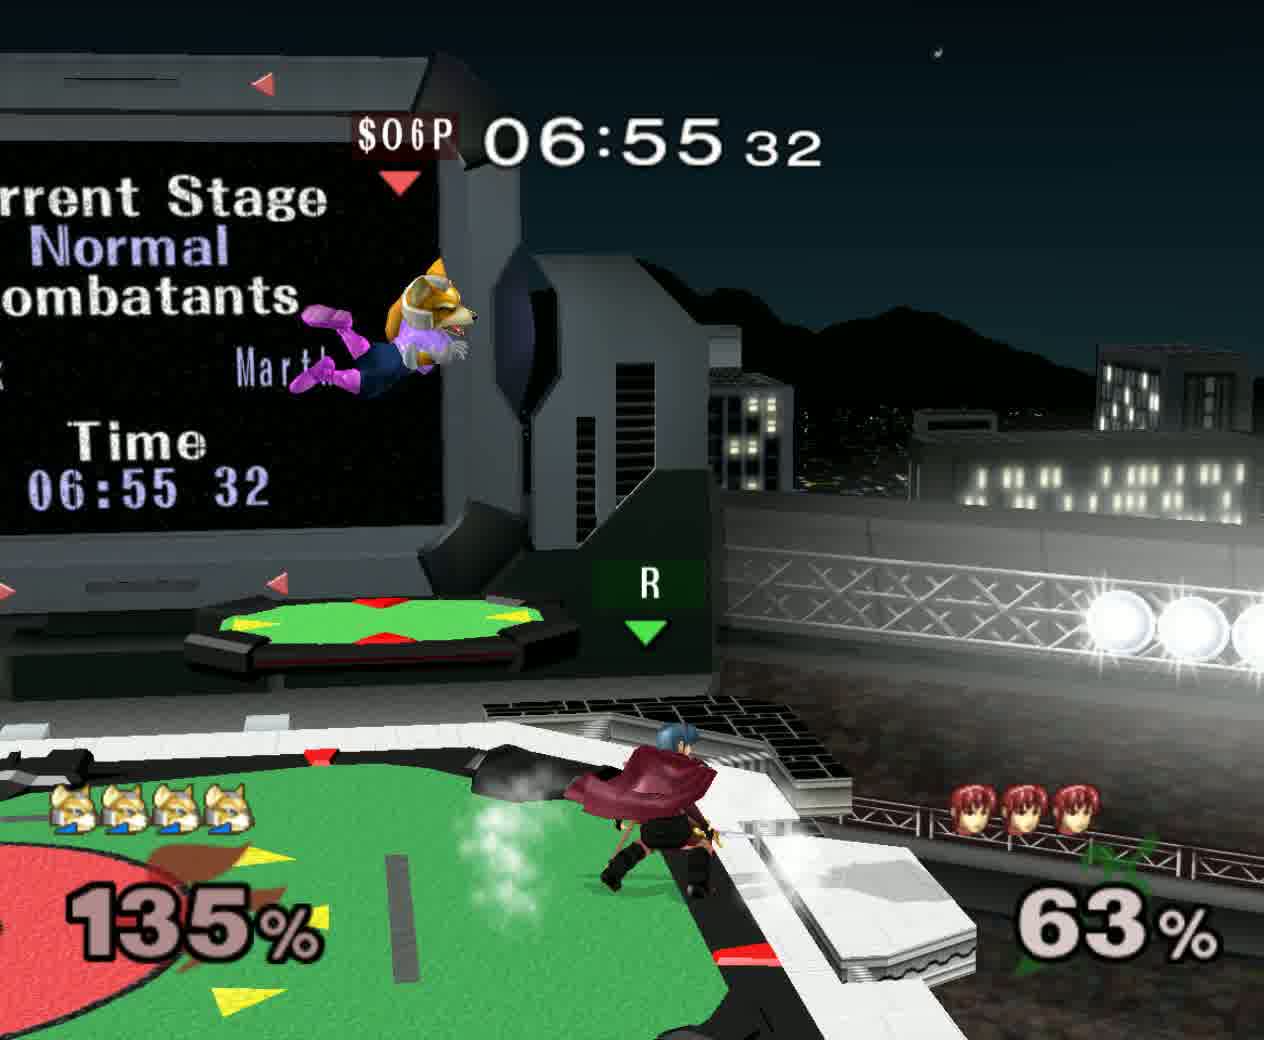 $06P
06:55 32
rrent Stage
Normal
ombatants
Mart
Time
06:55 32
R
135%
63%